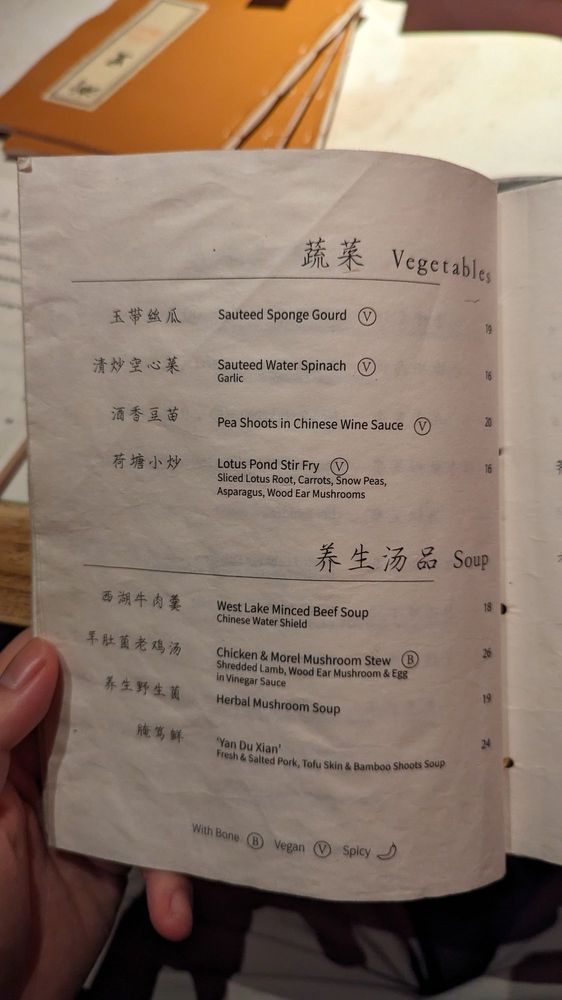 蔬菜 Vegetables
玉带丝瓜 Sauteed Sponge Gourd Ⓥ 19
清炒空心菜 Sauteed Water Spinach Ⓥ 16
Garlic
酒香豆苗 Pea Shoots in Chinese Wine Sauce Ⓥ 20
荷塘小炒 Lotus Pond Stir Fry Ⓥ 16
Sliced Lotus Root, Carrots, Snow Peas,
Asparagus, Wood Ear Mushrooms
养生汤品 Soup
西湖牛肉羹 West Lake Minced Beef Soup 18
Chinese Water Shield
羊肚菌老鸡汤 Chicken & Morel Mushroom Stew Ⓑ 26
Shredded Lamb, Wood Ear Mushroom & Egg
in Vinegar Sauce
养生野生菌 Herbal Mushroom Soup 19
腌笃鲜 'Yan Du Xian' 24
Fresh & Salted Pork, Tofu Skin & Bamboo Shoots Soup
With Bone Ⓑ Vegan Ⓥ Spicy